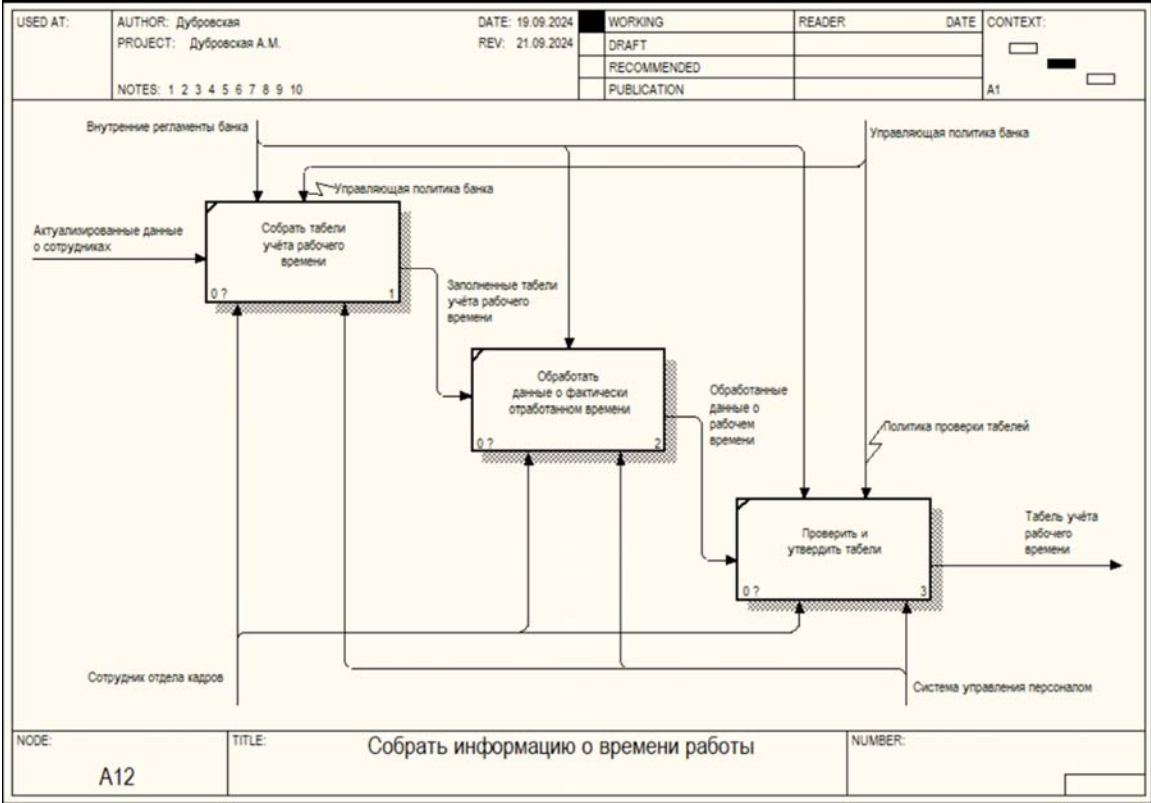 USED AT:
AUTHOR: Дубровская
DATE: 19.09.2024
PROJECT: Дубровская А.М.
REV: 21.09.2024
NOTES: 1 2 3 4 5 6 7 8 9 10
WORKING
DRAFT
RECOMMENDED
PUBLICATION
READER
DATE
CONTEXT:
A1
Внутренние регламенты банка
Управляющая политика банка
Управляющая политика банка
Актуализированные данные
о сотрудниках
Собрать табели
учёта рабочего
времени
0 ?
1
Заполненные табели
учёта рабочего
времени
Обработать
данные о фактически
отработанном времени
0 ?
2
Обработанные
данные о
рабочем
времени
Политика проверки табелей
Проверить и
утвердить табели
0 ?
3
Табель учёта
рабочего
времени
Сотрудник отдела кадров
Система управления персоналом
NODE:
A12
TITLE:
Собрать информацию о времени работы
NUMBER: